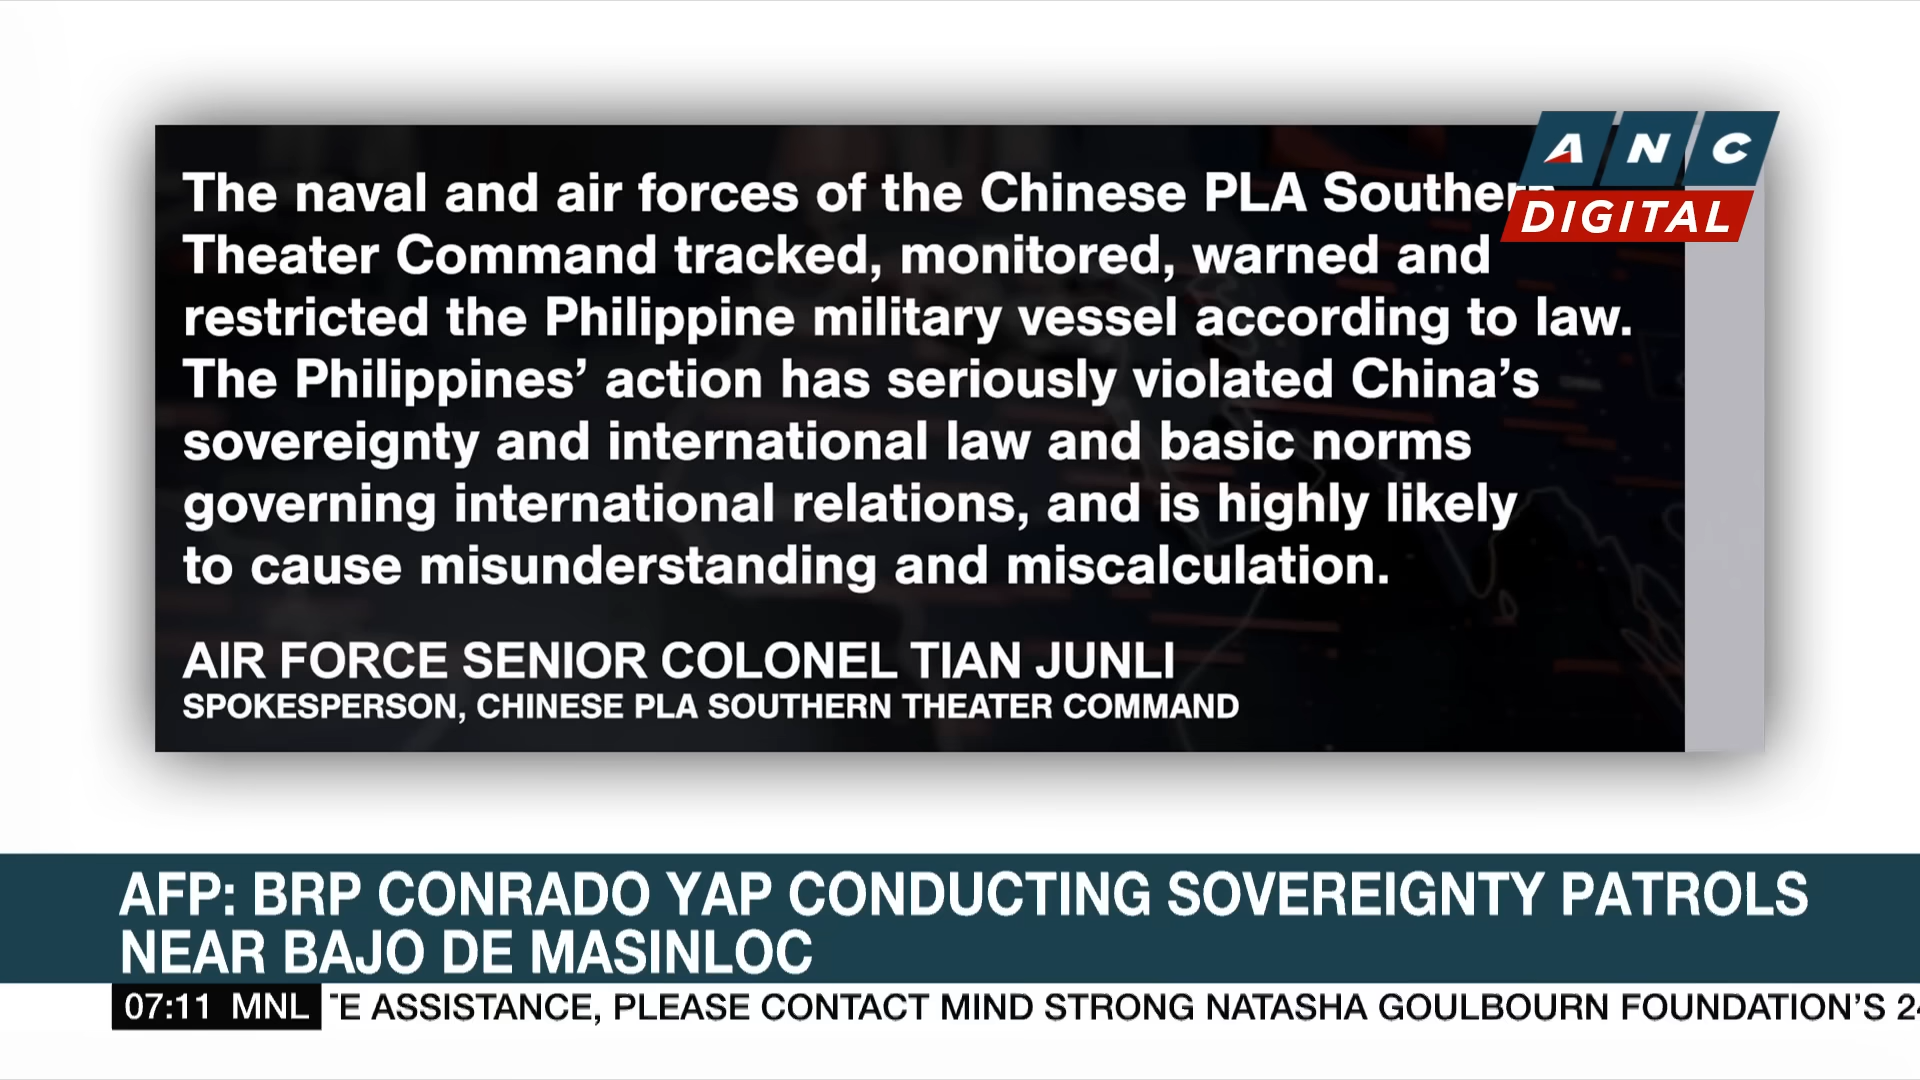 The naval and air forces of the Chinese PLA Southern
Theater Command tracked, monitored, warned and
restricted the Philippine military vessel according to law.
The Philippines’ action has seriously violated China’s
sovereignty and international law and basic norms
governing international relations, and is highly likely
to cause misunderstanding and miscalculation.
AIR FORCE SENIOR COLONEL TIAN JUNLI
SPOKESPERSON, CHINESE PLA SOUTHERN THEATER COMMAND
ANC
DIGITAL
AFP: BRP CONRADO YAP CONDUCTING SOVEREIGNTY PATROLS
NEAR BAJO DE MASINLOC
07:11 MNL E ASSISTANCE, PLEASE CONTACT MIND STRONG NATASHA GOULBOURN FOUNDATION’S 2